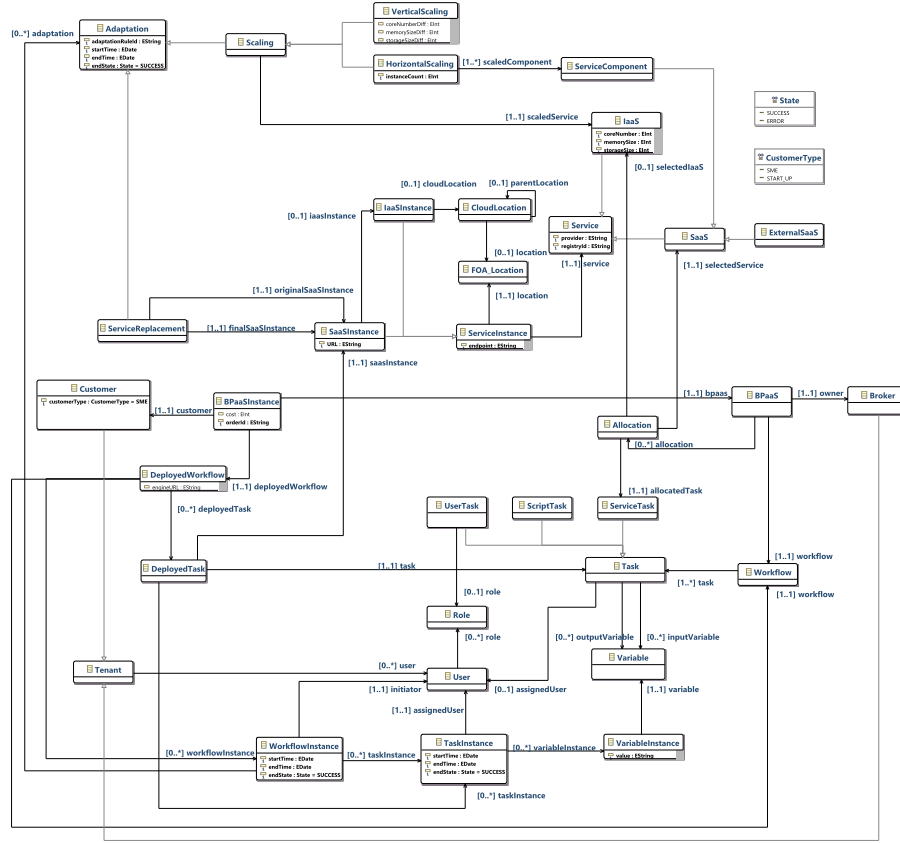 VerticalScaling
coreNumberDiff : EInt
memorySizeDiff : EInt
storageSizeDiff : EInt
[0..*] adaptation
Adaptation
adaptationRuleId : EString
startTime : EDate
endTime : EDate
endState : State = SUCCESS
Scaling
HorizontalScaling
instanceCount : EInt
[1..*] scaledComponent
ServiceComponent
State
SUCCESS
ERROR
[1..1] scaledService
IaaS
coreNumber : EInt
memorySize : EInt
storageSize : EInt
CustomerType
SME
START_UP
[0..1] selectedIaaS
[0..1] cloudLocation
[0..1] parentLocation
[0..1] iaasInstance
IaaSInstance
CloudLocation
Service
provider : EString
registryId : EString
SaaS
ExternalSaaS
[0..1] location
[1..1] service
[1..1] selectedService
FOA_Location
[1..1] originalSaaSInstance
[1..1] location
ServiceReplacement
[1..1] finalSaaSInstance
SaaSInstance
URL : EString
ServiceInstance
endpoint : EString
[1..1] saasInstance
Customer
customerType : CustomerType = SME
[1..1] customer
BPaaSInstance
cost : EInt
orderId : EString
[1..1] bpaas
BPaaS
[1..1] owner
Broker
Allocation
[0..*] allocation
DeployedWorkflow
engineURL : EString
[1..1] deployedWorkflow
[1..1] allocatedTask
[0..*] deployedTask
UserTask
ScriptTask
ServiceTask
[1..1] workflow
DeployedTask
[1..1] task
Task
[1..*] task
Workflow
[1..1] workflow
[0..1] role
Role
[0..*] role
[0..*] outputVariable
[0..*] inputVariable
Variable
Tenant
[0..*] user
User
[1..1] initiator
[0..1] assignedUser
[1..1] variable
[1..1] assignedUser
[0..*] workflowInstance
WorkflowInstance
startTime : EDate
endTime : EDate
endState : State = SUCCESS
[0..*] taskInstance
TaskInstance
startTime : EDate
endTime : EDate
endState : State = SUCCESS
[0..*] variableInstance
VariableInstance
value : EString
[0..*] taskInstance